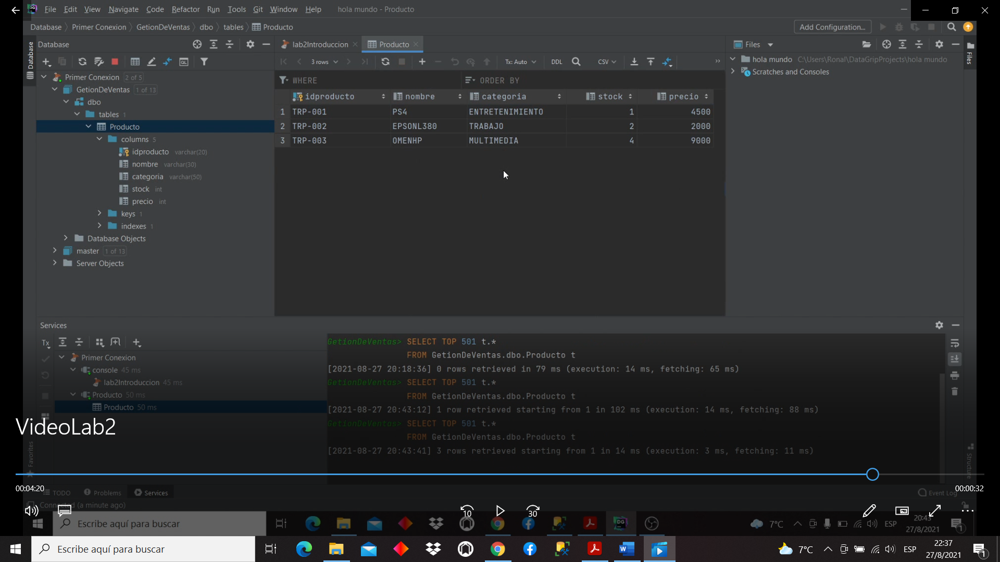 File Edit View Navigate Code Refactor Run Tools Git Window Help hola mundo - Producto
Database Primer Conexion GetionDeVentas dbo tables Producto
Add Configuration...
Database
lab2Introduccion
Producto
Files
3 rows
Tx: Auto
DDL
CSV
hola mundo C:\Users\Ronal\DataGripProjects\hola mundo
Scratches and Consoles
Database
Files
Primer Conexion 2 of 5
GetionDeVentas 1 of 13
dbo
tables 1
Producto
columns 5
idproducto varchar(20)
nombre varchar(30)
categoria varchar(50)
stock int
precio int
keys 1
indexes 1
Database Objects
master 1 of 13
Server Objects
WHERE
ORDER BY
idproducto nombre categoria stock precio
1 TRP-001 PS4 ENTRETENIMIENTO 1 4500
2 TRP-002 EPSONL380 TRABAJO 2 2000
3 TRP-003 OMENHP MULTIMEDIA 4 9000
Services
Tx
Primer Conexion
console 45 ms
lab2Introduccion 45 ms
Producto 50 ms
Producto 50 ms
GetionDeVentas> SELECT TOP 501 t.*
FROM GetionDeVentas.dbo.Producto t
[2021-08-27 20:18:36] 0 rows retrieved in 79 ms (execution: 14 ms, fetching: 65 ms)
GetionDeVentas> SELECT TOP 501 t.*
FROM GetionDeVentas.dbo.Producto t
[2021-08-27 20:43:12] 1 row retrieved starting from 1 in 102 ms (execution: 14 ms, fetching: 88 ms)
GetionDeVentas> SELECT TOP 501 t.*
FROM GetionDeVentas.dbo.Producto t
[2021-08-27 20:43:41] 3 rows retrieved starting from 1 in 14 ms (execution: 3 ms, fetching: 11 ms)
VideoLab2
Favorites
Structure
00:04:20
00:00:32
TODO Problems Services
Event Log
Connected (a minute ago)
10
30
Escribe aquí para buscar
DG
7°C
ESP
20:43
27/8/2021
1
Escribe aquí para buscar
7°C
ESP
22:37
27/8/2021
1